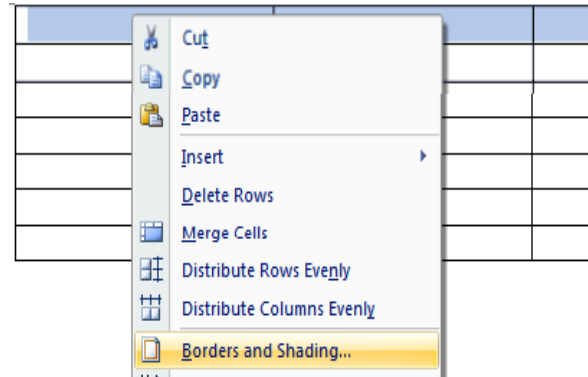 Cut
Copy
Paste
Insert
Delete Rows
Merge Cells
Distribute Rows Evenly
Distribute Columns Evenly
Borders and Shading...